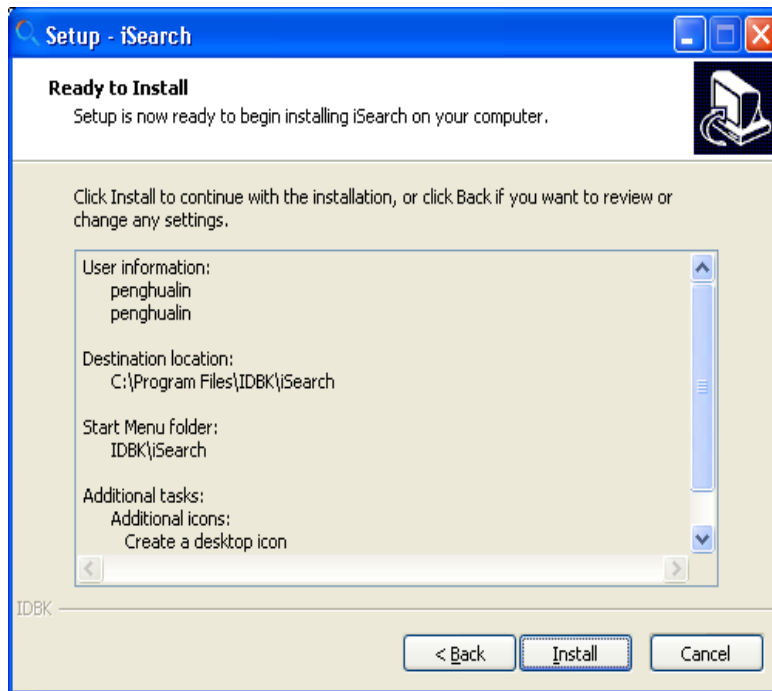 Setup - iSearch
Ready to Install
Setup is now ready to begin installing iSearch on your computer.
Click Install to continue with the installation, or click Back if you want to review or
change any settings.
User information:
penghualin
penghualin
Destination location:
C:\Program Files\IDBK\iSearch
Start Menu folder:
IDBK\iSearch
Additional tasks:
Additional icons:
Create a desktop icon
IDBK
< Back
Install
Cancel